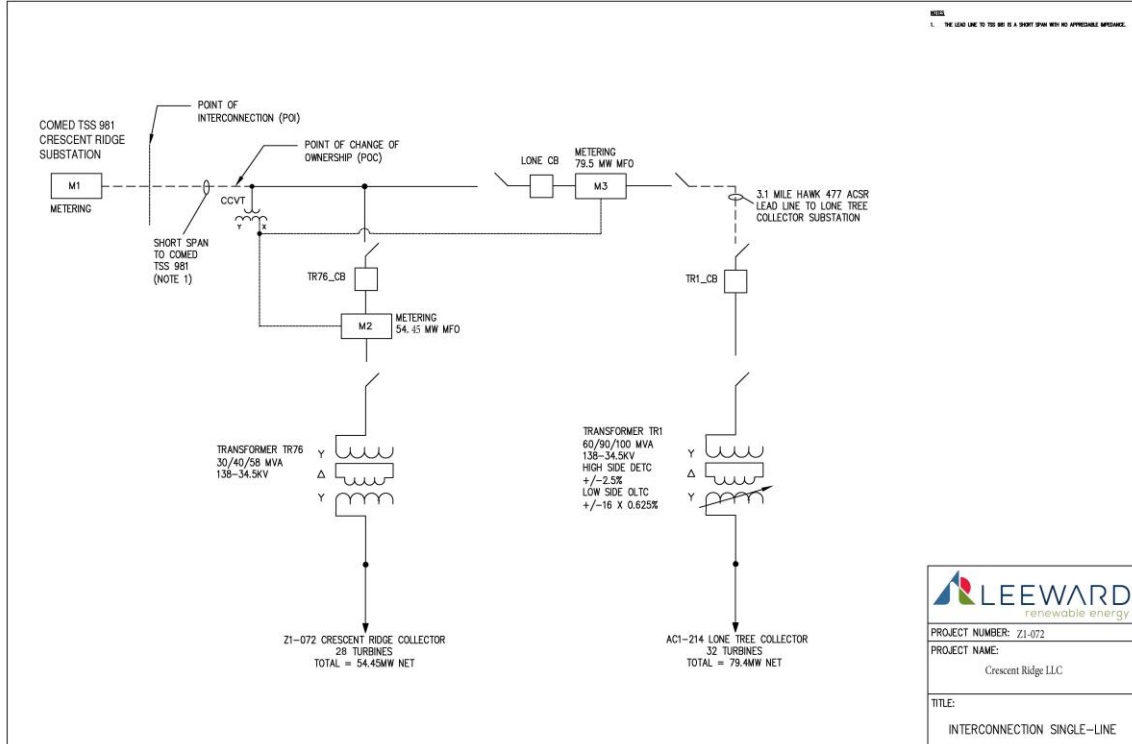 NOTES
1. THE LEAD LINE TO TSS 981 IS A SHORT SPAN WITH NO APPRECIABLE IMPEDANCE.
POINT OF
INTERCONNECTION (POI)
COMED TSS 981
CRESCENT RIDGE
SUBSTATION
M1
METERING
POINT OF CHANGE OF
OWNERSHIP (POC)
CCVT
Y
X
SHORT SPAN
TO COMED
TSS 981
(NOTE 1)
LONE CB
METERING
79.5 MW MFO
M3
3.1 MILE HAWK 477 ACSR
LEAD LINE TO LONE TREE
COLLECTOR SUBSTATION
TR76_CB
M2
METERING
54.45 MW MFO
TR1_CB
TRANSFORMER TR76
30/40/58 MVA
138-34.5KV
Y
Δ
Y
TRANSFORMER TR1
60/90/100 MVA
138-34.5KV
HIGH SIDE DETC
+/-2.5%
LOW SIDE OLTC
+/-16 X 0.625%
Y
Δ
Y
Z1-072 CRESCENT RIDGE COLLECTOR
28 TURBINES
TOTAL = 54.45MW NET
AC1-214 LONE TREE COLLECTOR
32 TURBINES
TOTAL = 79.4MW NET
LEEWARD
renewable energy
PROJECT NUMBER: Z1-072
PROJECT NAME:
Crescent Ridge LLC
TITLE:
INTERCONNECTION SINGLE-LINE